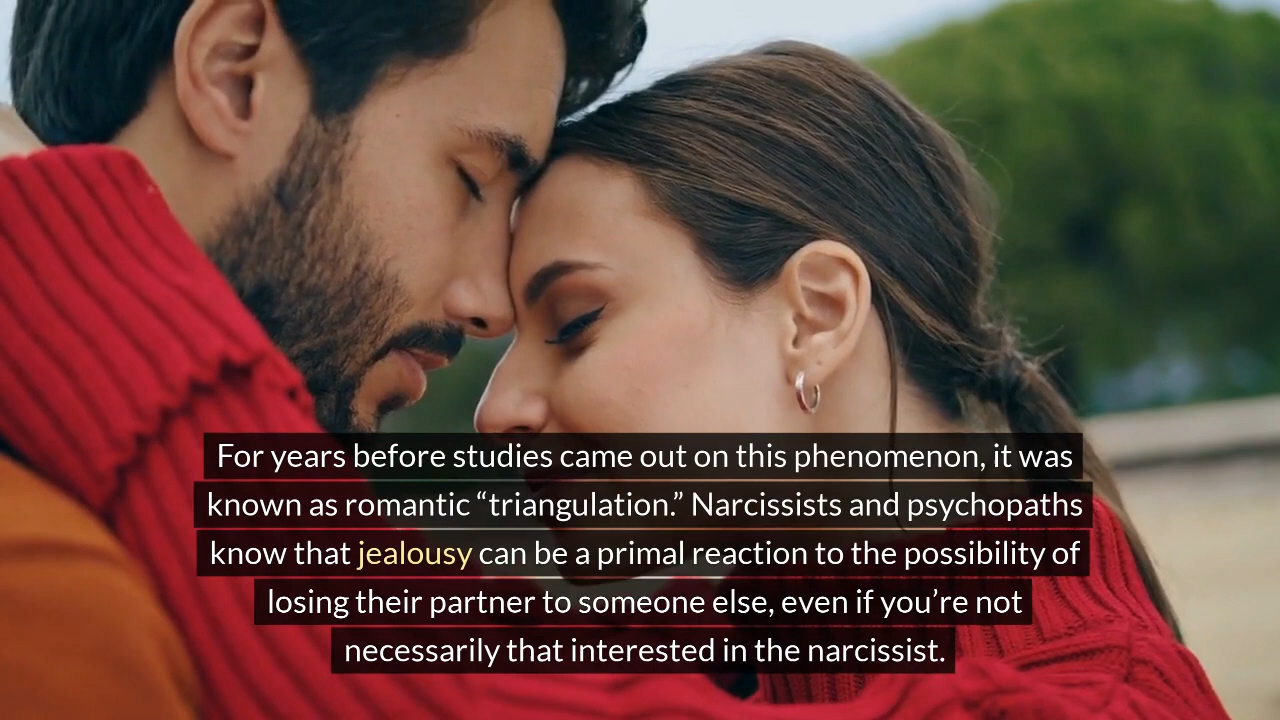 For years before studies came out on this phenomenon, it was
known as romantic “triangulation.” Narcissists and psychopaths
know that jealousy can be a primal reaction to the possibility of
losing their partner to someone else, even if you’re not
necessarily that interested in the narcissist.